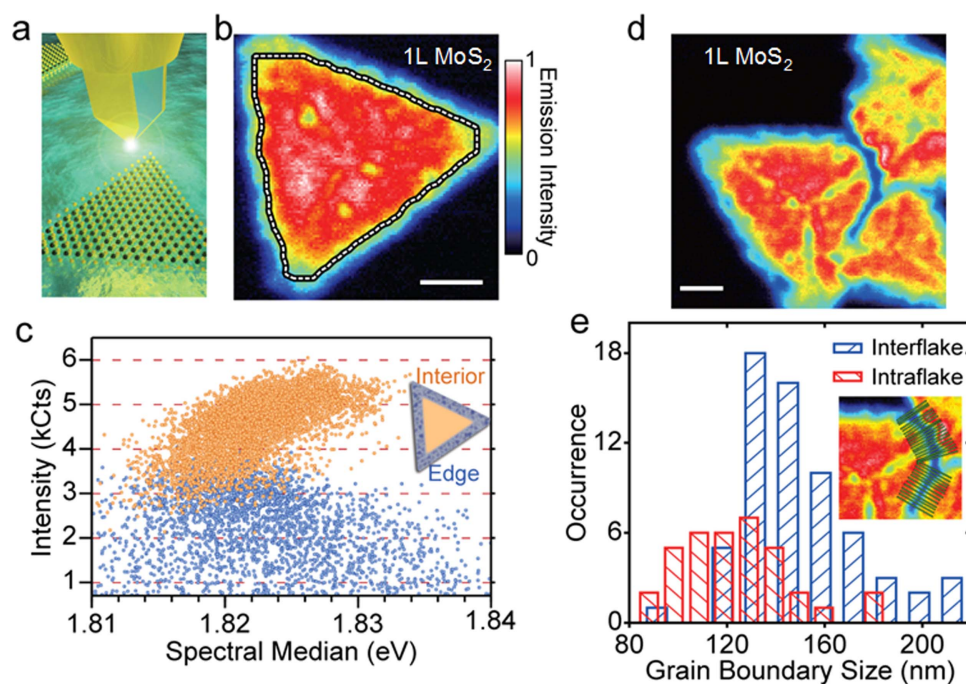 a
b
1L MoS₂
1
Emission Intensity
0
d
1L MoS₂
c
Intensity (kCts)
6
5
4
3
2
1
Interior
Edge
1.81
1.82
1.83
1.84
Spectral Median (eV)
e
Occurrence
18
12
6
0
Interflake
Intraflake
80
120
160
200
Grain Boundary Size (nm)